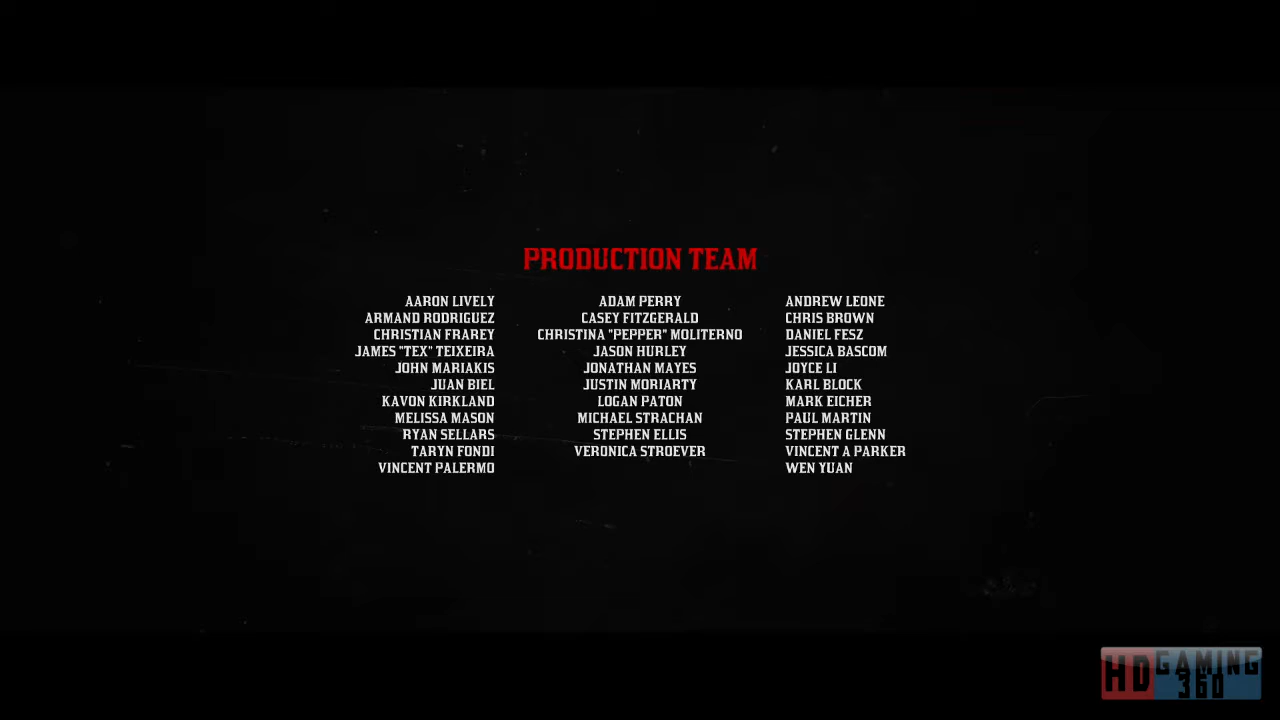 PRODUCTION TEAM
AARON LIVELY ADAM PERRY ANDREW LEONE
ARMAND RODRIGUEZ CASEY FITZGERALD CHRIS BROWN
CHRISTIAN FRAREY CHRISTINA "PEPPER" MOLITERNO DANIEL FESZ
JAMES "TEX" TEIXEIRA JASON HURLEY JESSICA BASCOM
JOHN MARIAKIS JONATHAN MAYES JOYCE LI
JUAN BIEL JUSTIN MORIARTY KARL BLOCK
KAVON KIRKLAND LOGAN PATON MARK EICHER
MELISSA MASON MICHAEL STRACHAN PAUL MARTIN
RYAN SELLARS STEPHEN ELLIS STEPHEN GLENN
TARYN FONDI VERONICA STROEVER VINCENT A PARKER
VINCENT PALERMO WEN YUAN
HD GAMING
360